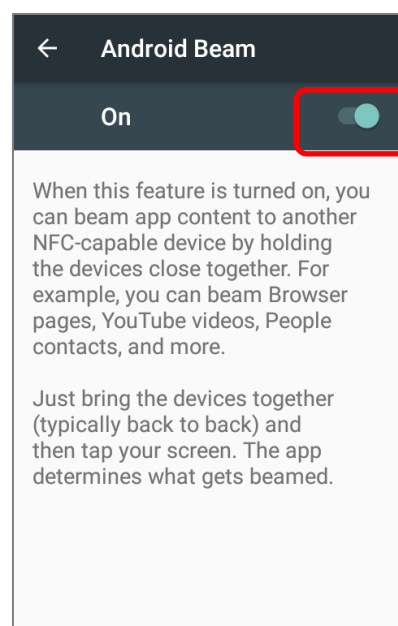 Android Beam
On
When this feature is turned on, you
can beam app content to another
NFC-capable device by holding
the devices close together. For
example, you can beam Browser
pages, YouTube videos, People
contacts, and more.
Just bring the devices together
(typically back to back) and
then tap your screen. The app
determines what gets beamed.